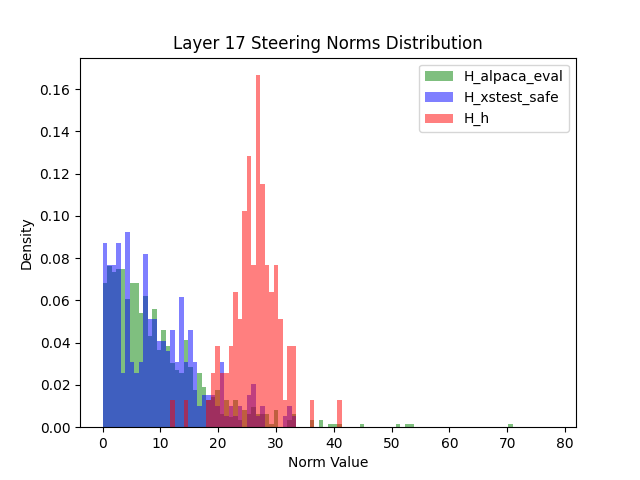 Layer 17 Steering Norms Distribution
H_alpaca_eval
H_xstest_safe
H_h
0.16
0.14
0.12
0.10
0.08
0.06
0.04
0.02
0.00
Density
0 10 20 30 40 50 60 70 80
Norm Value